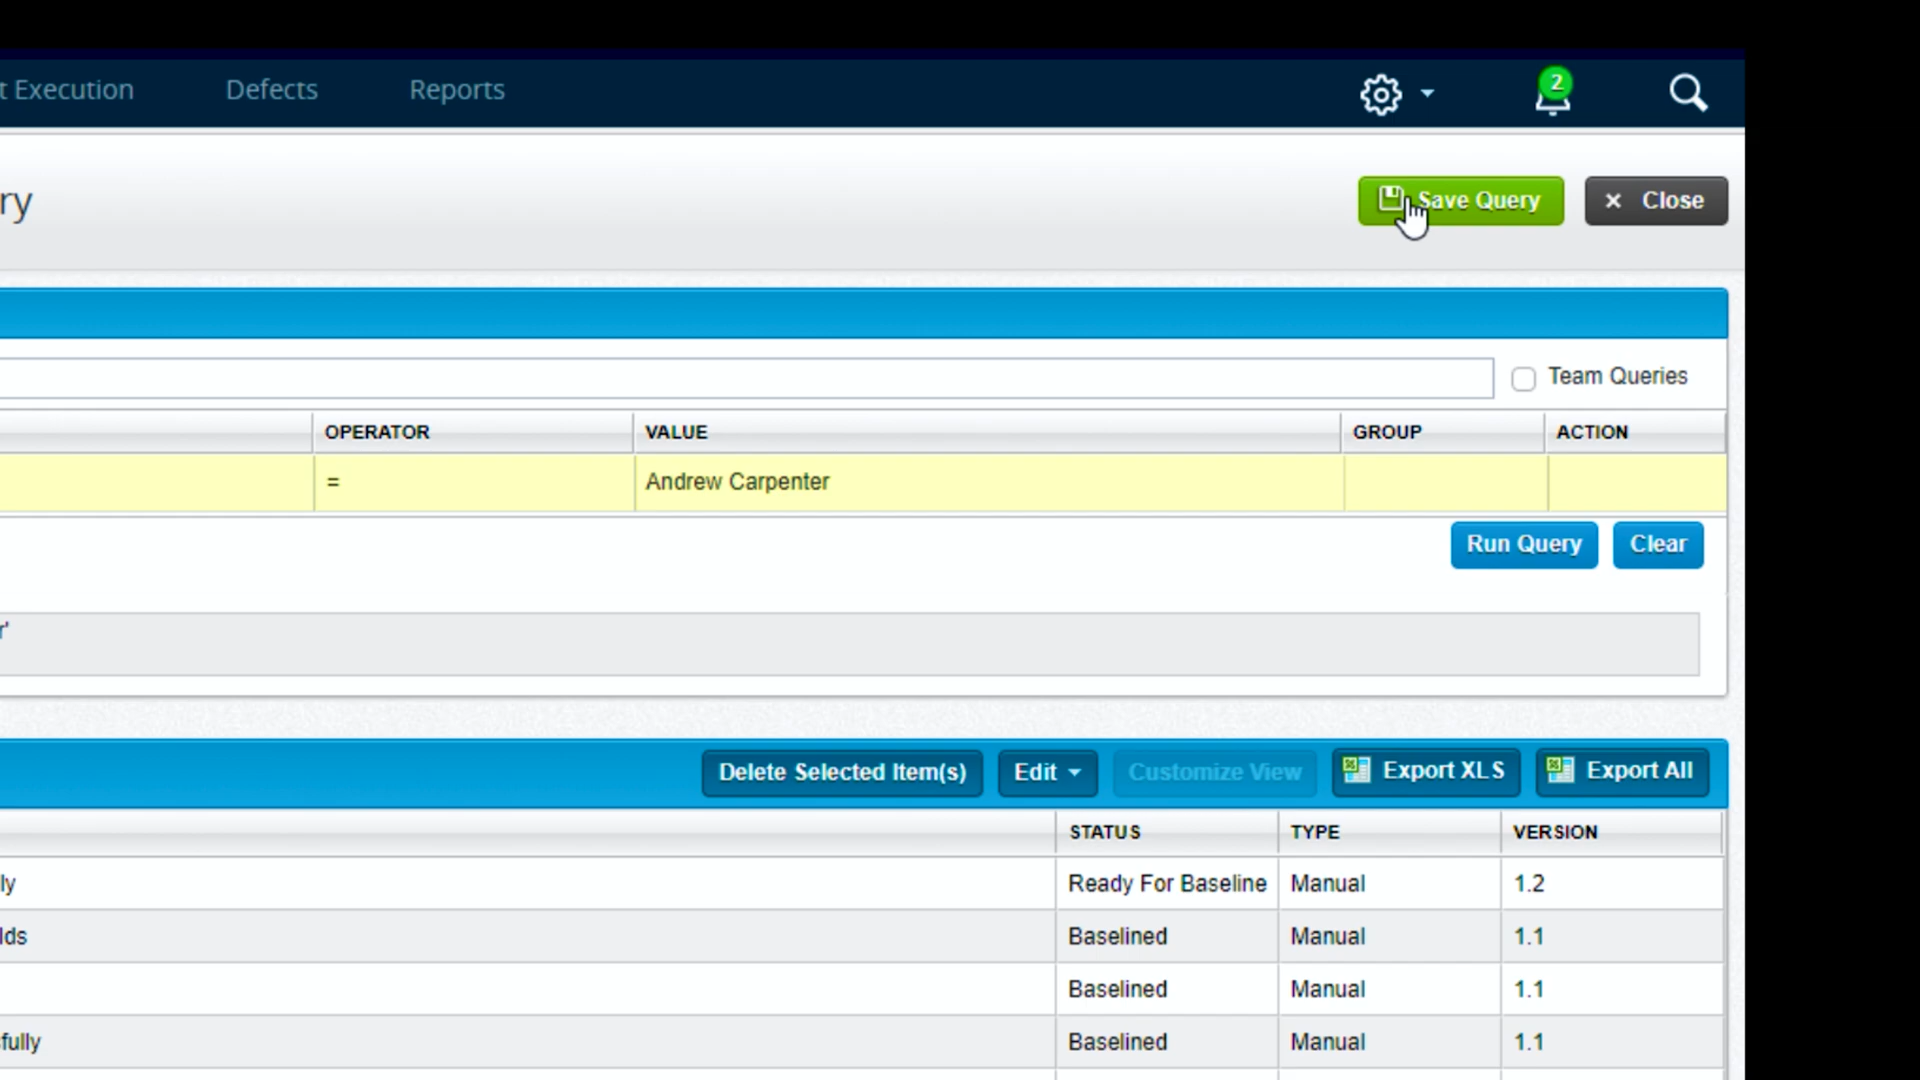 t Execution Defects Reports 2
ry Save Query × Close
Team Queries
OPERATOR VALUE GROUP ACTION
= Andrew Carpenter
Run Query Clear
r'
Delete Selected Item(s) Edit Customize View Export XLS Export All
STATUS TYPE VERSION
ly Ready For Baseline Manual 1.2
lds Baselined Manual 1.1
Baselined Manual 1.1
fully Baselined Manual 1.1